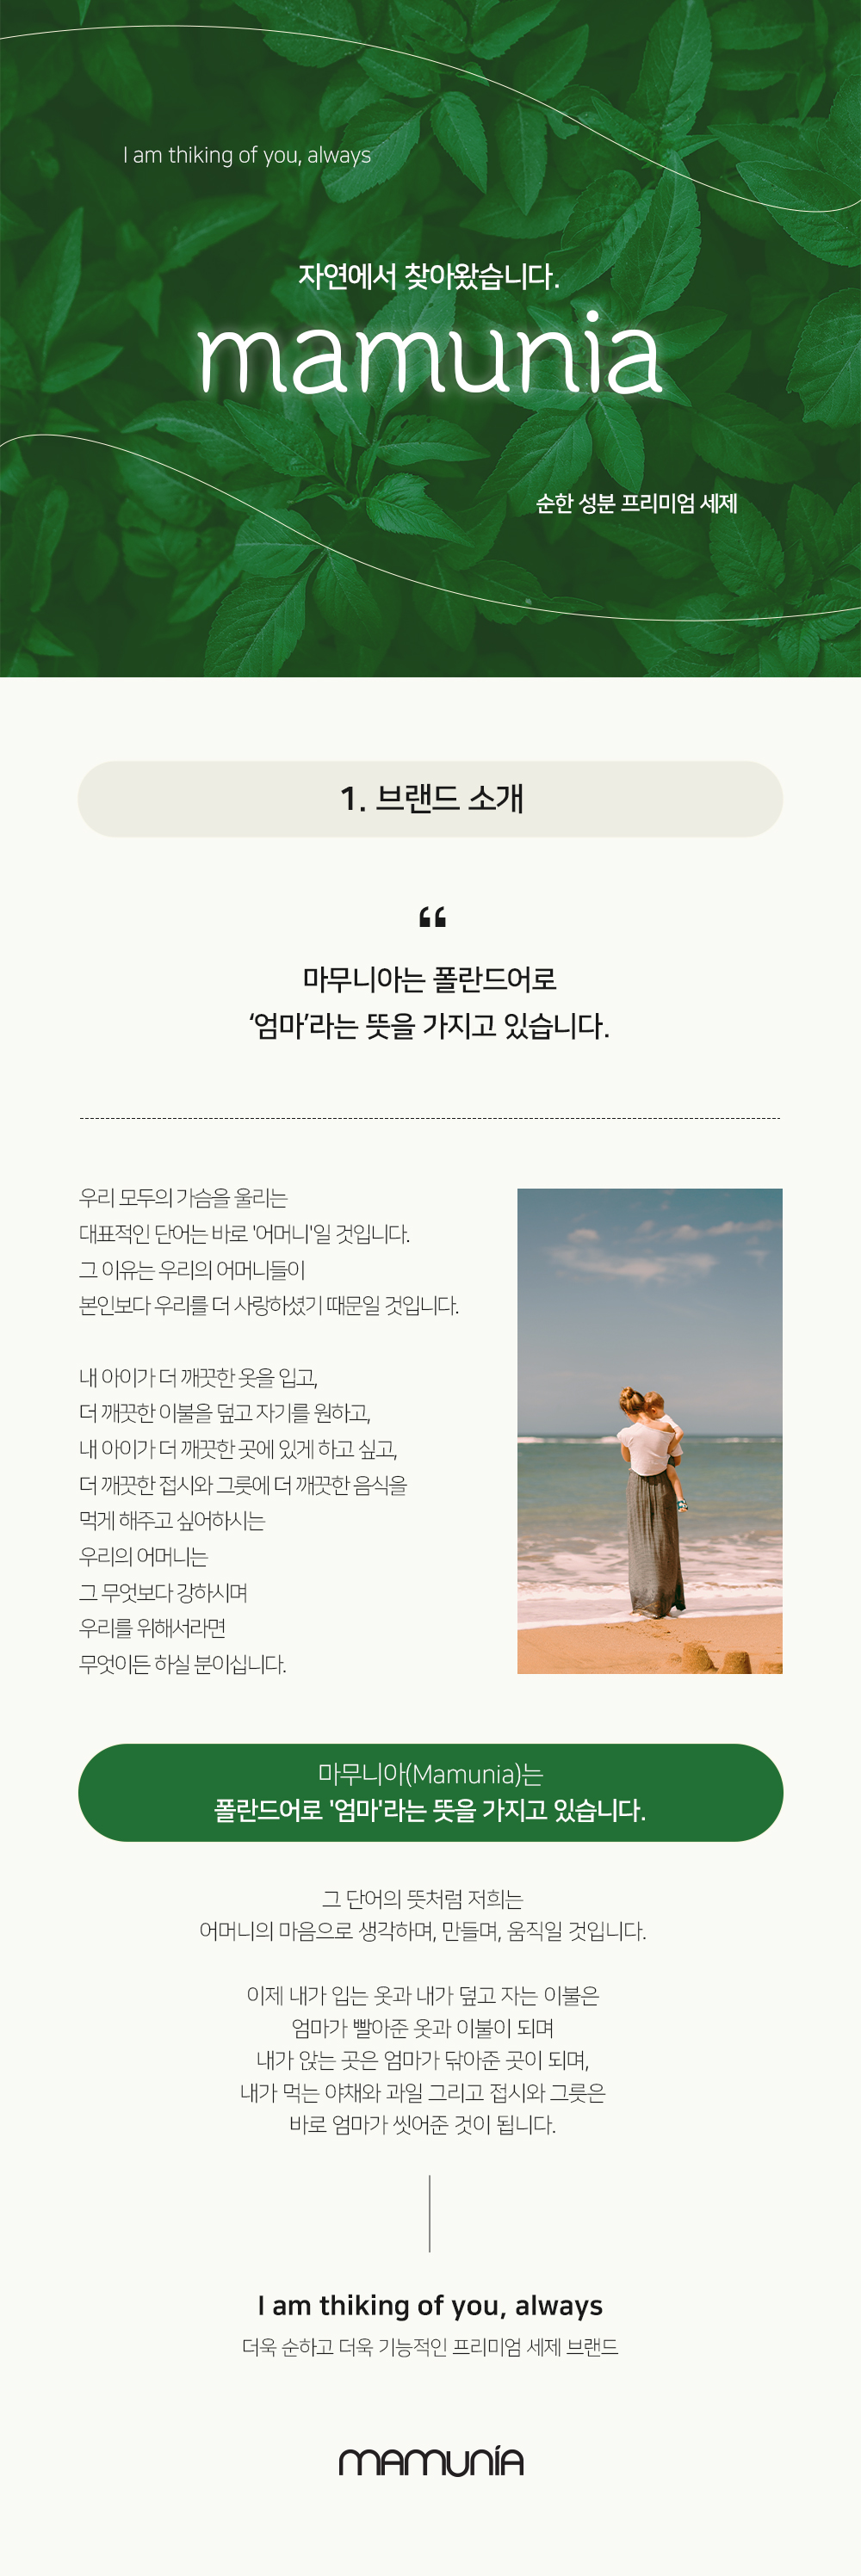 I am thiking of you, always
자연에서 찾아왔습니다.
mamunia
순한 성분 프리미엄 세제
1. 브랜드 소개
“
마무니아는 폴란드어로
‘엄마’라는 뜻을 가지고 있습니다.
우리 모두의 가슴을 울리는
대표적인 단어는 바로 '어머니'일 것입니다.
그 이유는 우리의 어머니들이
본인보다 우리를 더 사랑하셨기 때문일 것입니다.
내 아이가 더 깨끗한 옷을 입고,
더 깨끗한 이불을 덮고 자기를 원하고,
내 아이가 더 깨끗한 곳에 있게 하고 싶고,
더 깨끗한 접시와 그릇에 더 깨끗한 음식을
먹게 해주고 싶어하시는
우리의 어머니는
그 무엇보다 강하시며
우리를 위해서라면
무엇이든 하실 분이십니다.
마무니아(Mamunia)는
폴란드어로 '엄마'라는 뜻을 가지고 있습니다.
그 단어의 뜻처럼 저희는
어머니의 마음으로 생각하며, 만들며, 움직일 것입니다.
이제 내가 입는 옷과 내가 덮고 자는 이불은
엄마가 빨아준 옷과 이불이 되며
내가 앉는 곳은 엄마가 닦아준 곳이 되며,
내가 먹는 야채와 과일 그리고 접시와 그릇은
바로 엄마가 씻어준 것이 됩니다.
I am thiking of you, always
더욱 순하고 더욱 기능적인 프리미엄 세제 브랜드
mamunia